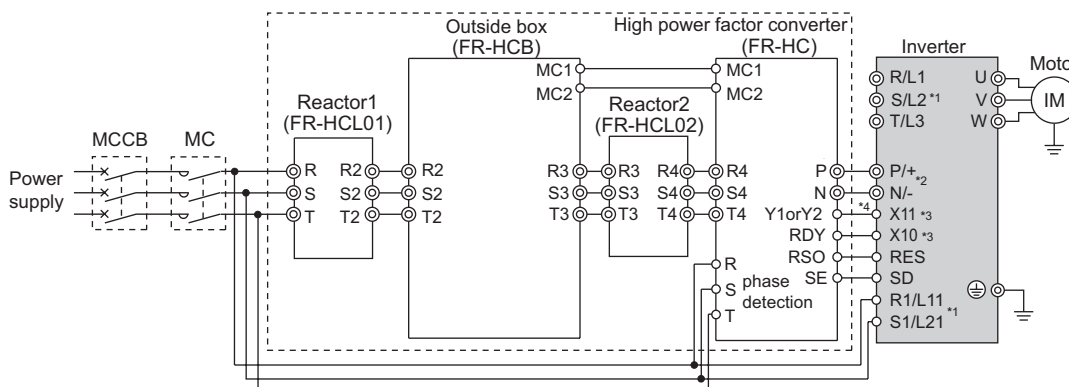 Outside box
(FR-HCB)
High power factor converter
(FR-HC)
Inverter
Moto
MCCB
MC
Reactor1
(FR-HCL01)
Reactor2
(FR-HCL02)
Power
supply
MC1
MC2
MC1
MC2
R/L1
S/L2 *1
T/L3
U
V
W
IM
R
S
T
R2
S2
T2
R2
S2
T2
R3
S3
T3
R3
S3
T3
R4
S4
T4
R4
S4
T4
P
N
Y1orY2
RDY
RSO
SE
*4
P/+
*2
N/-
X11 *3
X10 *3
RES
SD
R1/L11
*1
S1/L21
R
S
T
phase
detection